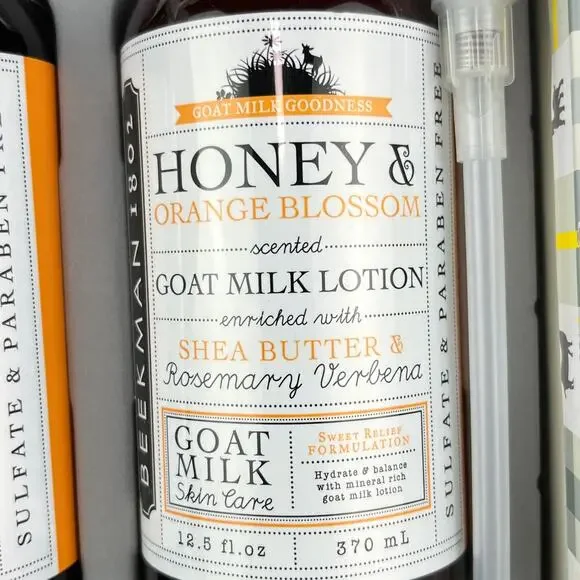 GOAT MILK GOODNESS
HONEY &
ORANGE BLOSSOM
scented
GOAT MILK LOTION
enriched with
SHEA BUTTER &
Rosemary Verbena
GOAT
MILK
Skin Care
SWEET RELIEF
FORMULATION
Hydrate & balance
with mineral rich
goat milk lotion
12.5 fl.oz
370 mL
BEEKMAN 1802
SULFATE & PARABEN FREE
SULFATE & PARABEN FRE